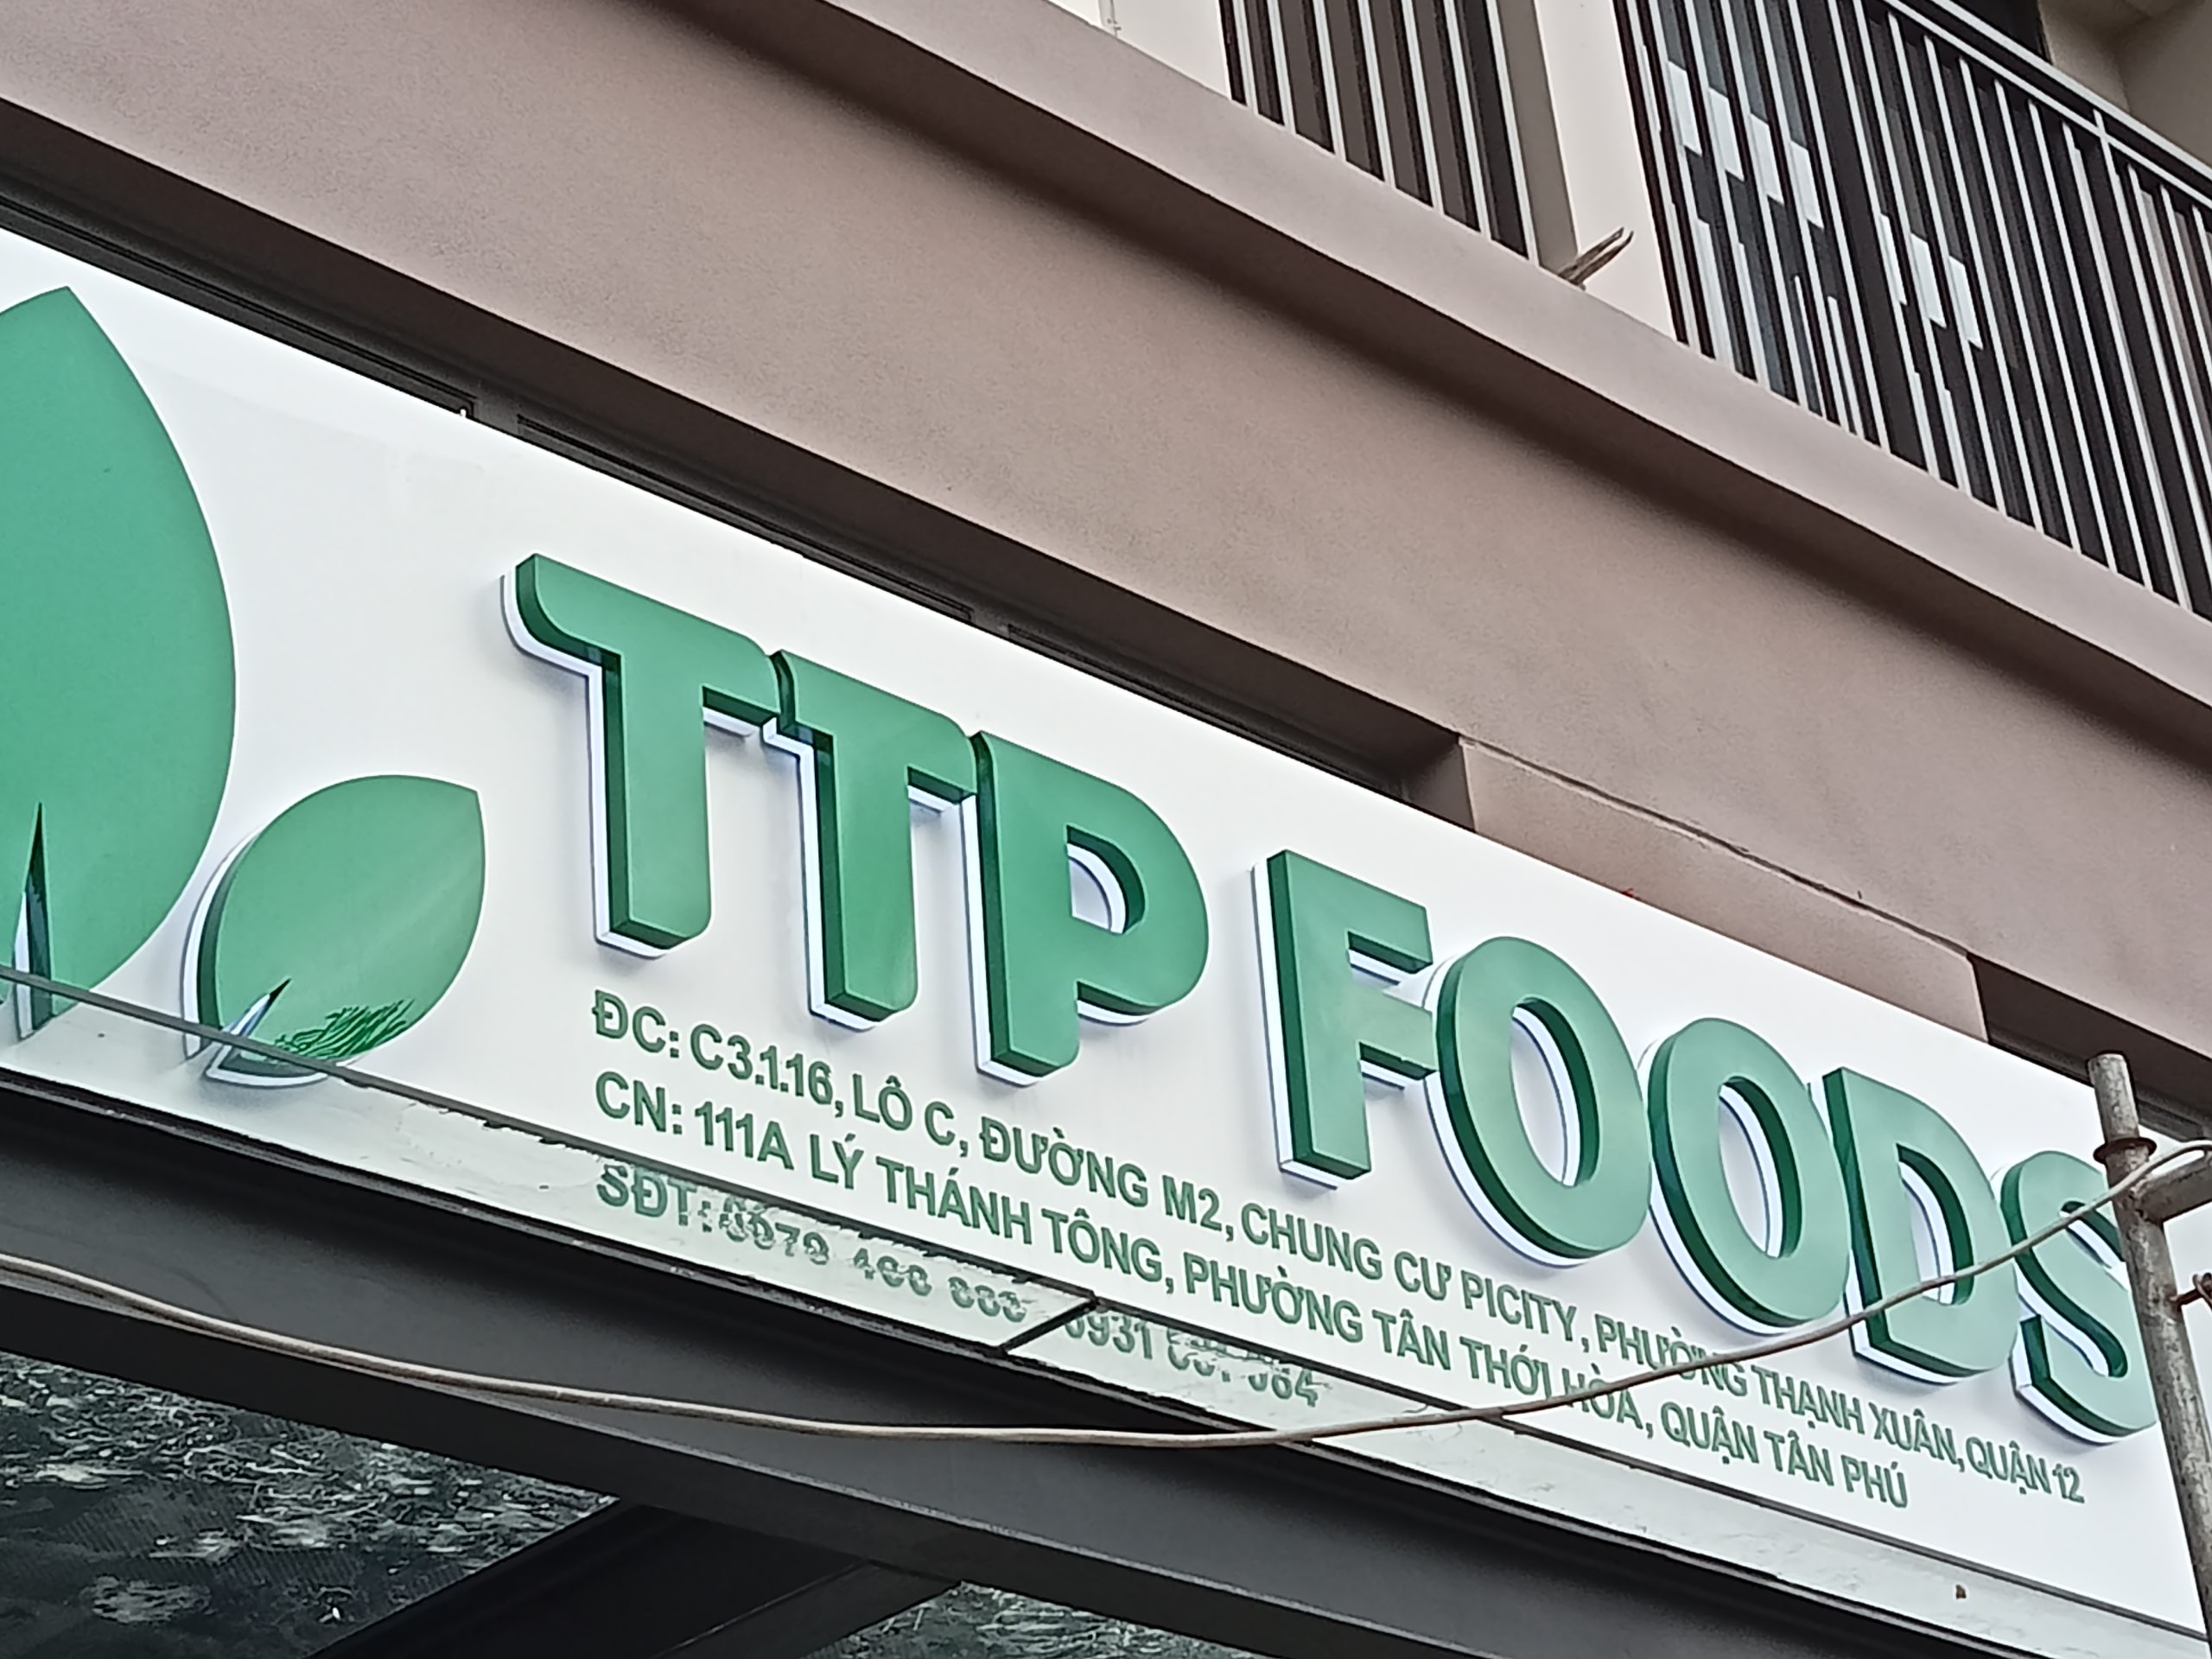 TTP FOODS
ĐC: C3.1.16, LÔ C, ĐƯỜNG M2, CHUNG CƯ PICITY, PHƯỜNG THẠNH XUÂN, QUẬN 12
CN: 111A LÝ THÁNH TÔNG, PHƯỜNG TÂN THỚI HÒA, QUẬN TÂN PHÚ
SĐT: